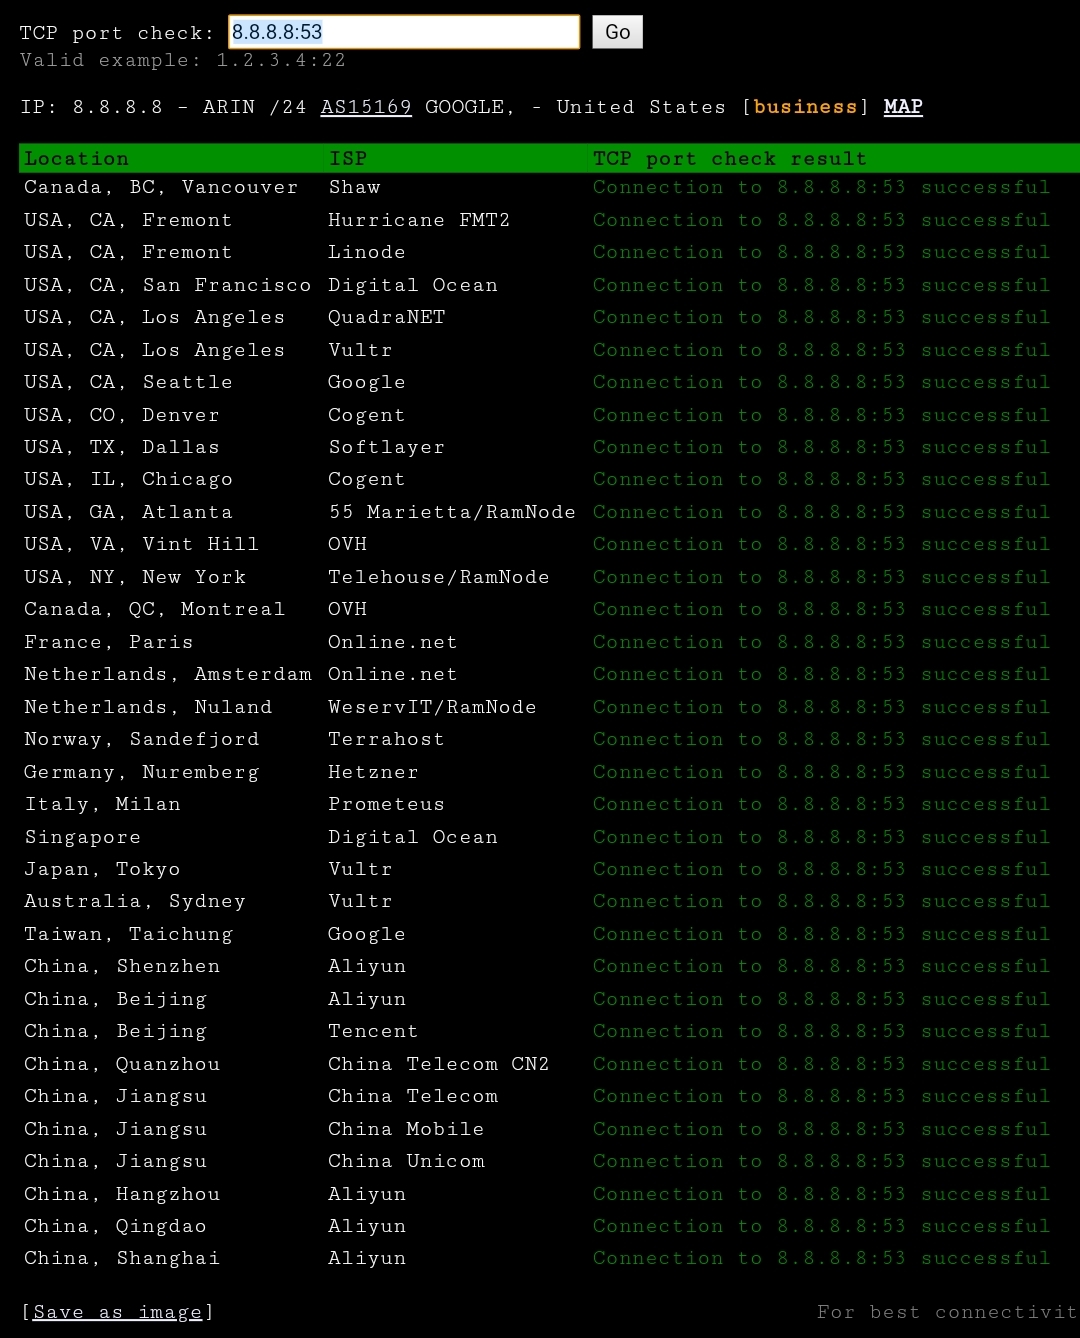 TCP port check: 8.8.8.8:53 Go
Valid example: 1.2.3.4:22
IP: 8.8.8.8 – ARIN /24 AS15169 GOOGLE, - United States [business] MAP
Location ISP TCP port check result
Canada, BC, Vancouver Shaw Connection to 8.8.8.8:53 successful
USA, CA, Fremont Hurricane FMT2 Connection to 8.8.8.8:53 successful
USA, CA, Fremont Linode Connection to 8.8.8.8:53 successful
USA, CA, San Francisco Digital Ocean Connection to 8.8.8.8:53 successful
USA, CA, Los Angeles QuadraNET Connection to 8.8.8.8:53 successful
USA, CA, Los Angeles Vultr Connection to 8.8.8.8:53 successful
USA, CA, Seattle Google Connection to 8.8.8.8:53 successful
USA, CO, Denver Cogent Connection to 8.8.8.8:53 successful
USA, TX, Dallas Softlayer Connection to 8.8.8.8:53 successful
USA, IL, Chicago Cogent Connection to 8.8.8.8:53 successful
USA, GA, Atlanta 55 Marietta/RamNode Connection to 8.8.8.8:53 successful
USA, VA, Vint Hill OVH Connection to 8.8.8.8:53 successful
USA, NY, New York Telehouse/RamNode Connection to 8.8.8.8:53 successful
Canada, QC, Montreal OVH Connection to 8.8.8.8:53 successful
France, Paris Online.net Connection to 8.8.8.8:53 successful
Netherlands, Amsterdam Online.net Connection to 8.8.8.8:53 successful
Netherlands, Nuland WeservIT/RamNode Connection to 8.8.8.8:53 successful
Norway, Sandefjord Terrahost Connection to 8.8.8.8:53 successful
Germany, Nuremberg Hetzner Connection to 8.8.8.8:53 successful
Italy, Milan Prometeus Connection to 8.8.8.8:53 successful
Singapore Digital Ocean Connection to 8.8.8.8:53 successful
Japan, Tokyo Vultr Connection to 8.8.8.8:53 successful
Australia, Sydney Vultr Connection to 8.8.8.8:53 successful
Taiwan, Taichung Google Connection to 8.8.8.8:53 successful
China, Shenzhen Aliyun Connection to 8.8.8.8:53 successful
China, Beijing Aliyun Connection to 8.8.8.8:53 successful
China, Beijing Tencent Connection to 8.8.8.8:53 successful
China, Quanzhou China Telecom CN2 Connection to 8.8.8.8:53 successful
China, Jiangsu China Telecom Connection to 8.8.8.8:53 successful
China, Jiangsu China Mobile Connection to 8.8.8.8:53 successful
China, Jiangsu China Unicom Connection to 8.8.8.8:53 successful
China, Hangzhou Aliyun Connection to 8.8.8.8:53 successful
China, Qingdao Aliyun Connection to 8.8.8.8:53 successful
China, Shanghai Aliyun Connection to 8.8.8.8:53 successful
[Save as image] For best connectivit